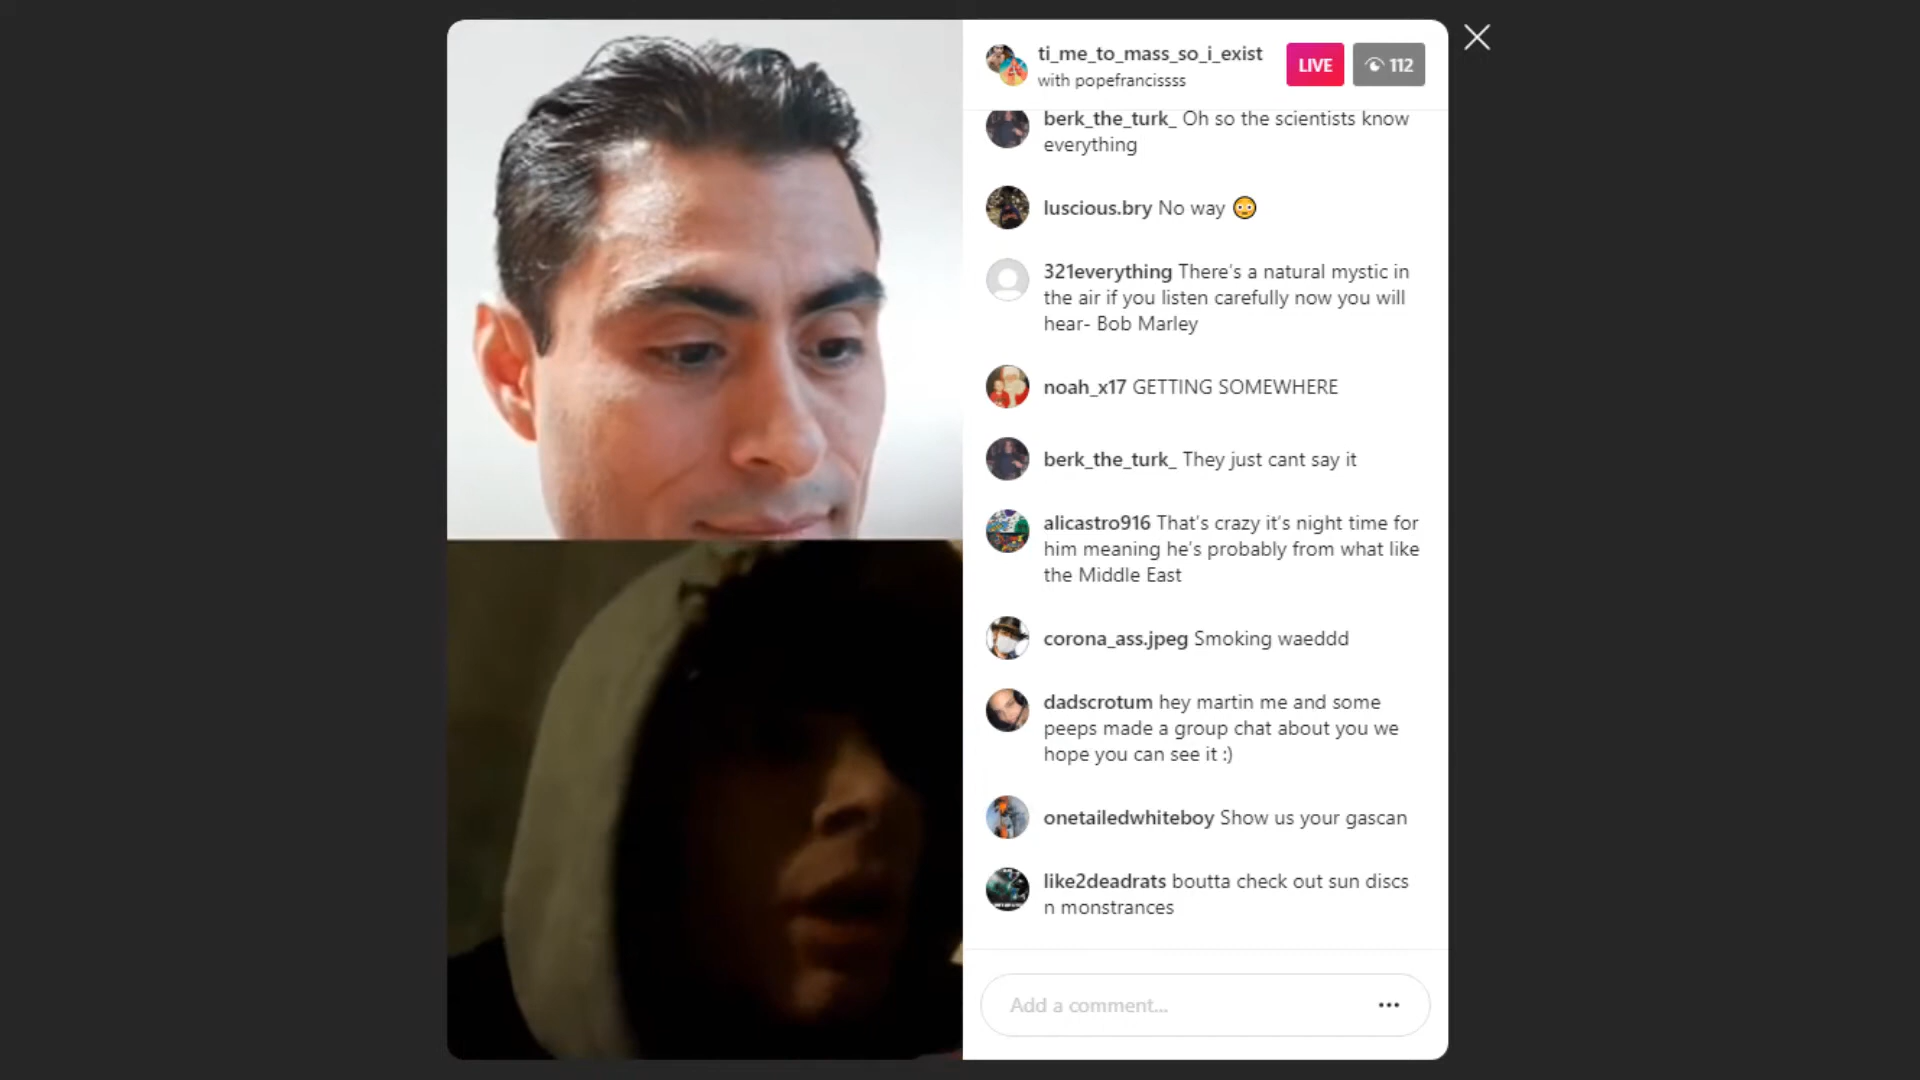 ti_me_to_mass_so_i_exist
with popefrancissss
LIVE
112
berk_the_turk_ Oh so the scientists know
everything
luscious.bry No way 😳
321everything There's a natural mystic in
the air if you listen carefully now you will
hear- Bob Marley
noah_x17 GETTING SOMEWHERE
berk_the_turk_ They just cant say it
alicastro916 That's crazy it's night time for
him meaning he's probably from what like
the Middle East
corona_ass.jpeg Smoking waeddd
dadscrotum hey martin me and some
peeps made a group chat about you we
hope you can see it :)
onetailedwhiteboy Show us your gascan
like2deadrats boutta check out sun discs
n monstrances
Add a comment...